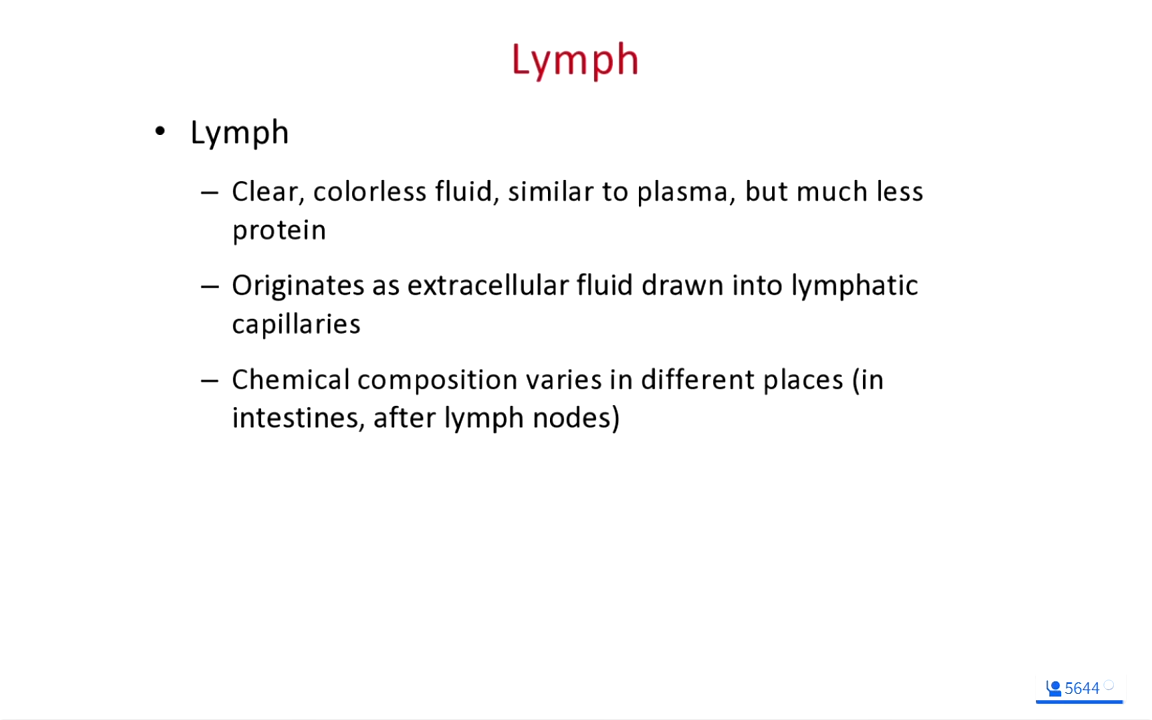 Lymph
• Lymph
– Clear, colorless fluid, similar to plasma, but much less
protein
– Originates as extracellular fluid drawn into lymphatic
capillaries
– Chemical composition varies in different places (in
intestines, after lymph nodes)
5644